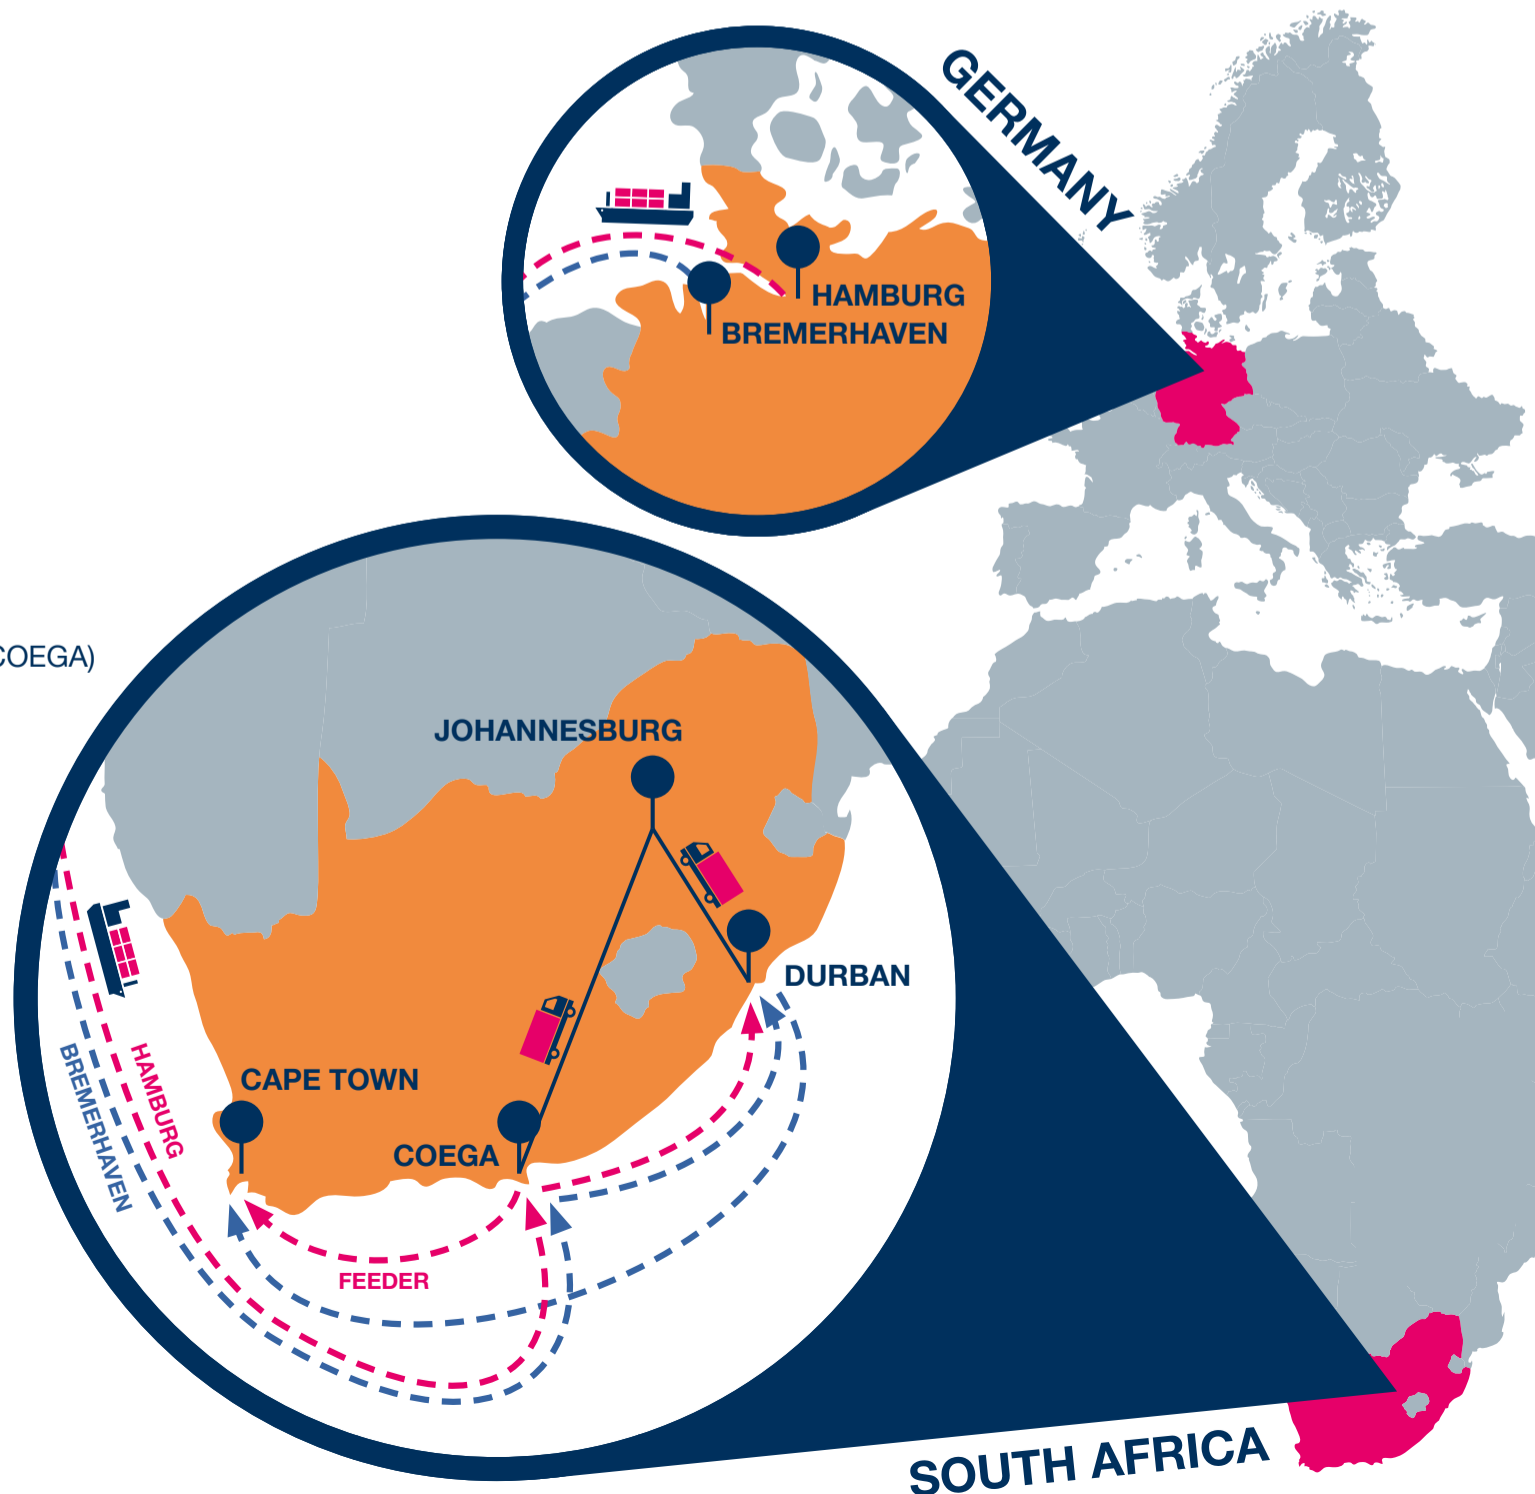 GERMANY
HAMBURG
BREMERHAVEN
COEGA)
JOHANNESBURG
DURBAN
CAPE TOWN
COEGA
HAMBURG
BREMERHAVEN
FEEDER
SOUTH AFRICA